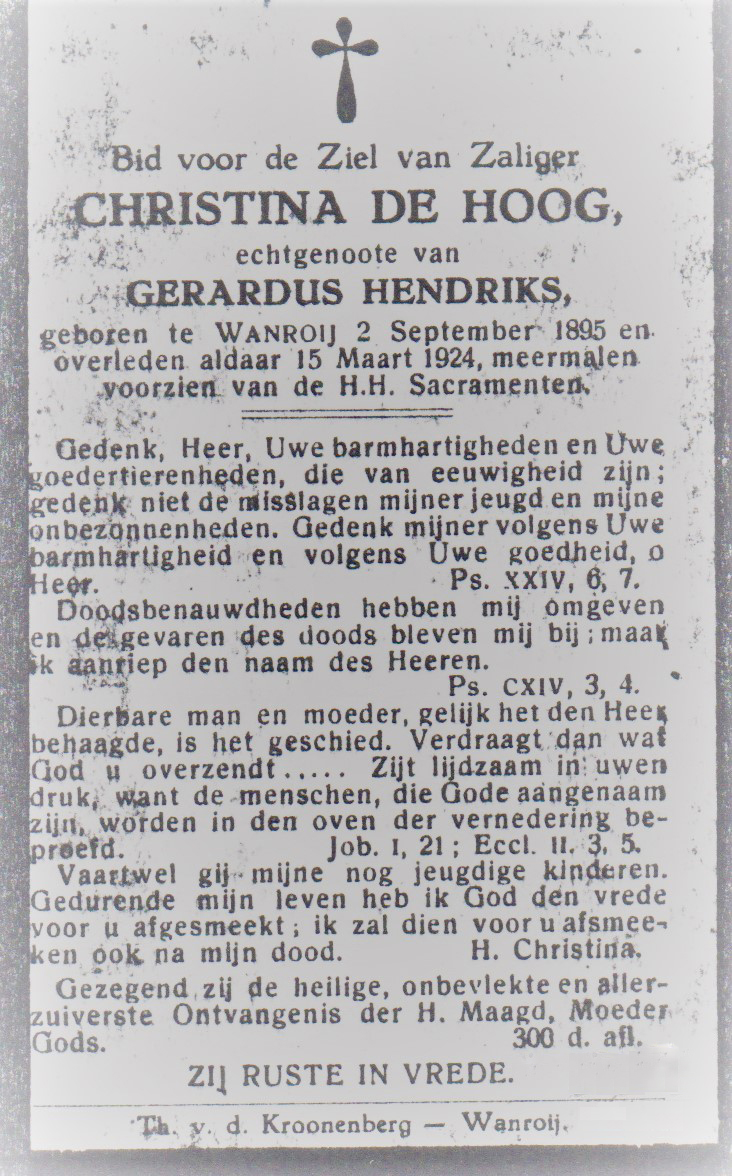 Bid voor de Ziel van Zaliger
CHRISTINA DE HOOG,
echtgenoote van
GERARDUS HENDRIKS,
geboren te WANROIJ 2 September 1895 en
overleden aldaar 15 Maart 1924, meermalen
voorzien van de H.H. Sacramenten.
Gedenk, Heer, Uwe barmhartigheden en Uwe
goedertierenheden, die van eeuwigheid zijn;
gedenk niet de misslagen mijner jeugd en mijne
onbezonnenheden. Gedenk mijner volgens Uwe
barmhartigheid en volgens Uwe goedheid, o
Heer. Ps. XXIV, 6, 7.
Doodsbenauwdheden hebben mij omgeven
en de gevaren des doods bleven mij bij; maar
ik aanriep den naam des Heeren.
Ps. CXIV, 3, 4.
Dierbare man en moeder, gelijk het den Heer
behaagde, is het geschied. Verdraagt dan wat
God u overzendt..... Zijt lijdzaam in uwen
druk, want de menschen, die Gode aangenaam
zijn, worden in den oven der vernedering be-
proefd. Job. I, 21; Eccl. II. 3, 5.
Vaartwel gij mijne nog jeugdige kinderen.
Gedurende mijn leven heb ik God den vrede
voor u afgesmeekt; ik zal dien voor u afsmee-
ken ook na mijn dood. H. Christina.
Gezegend zij de heilige, onbevlekte en aller-
zuiverste Ontvangenis der H. Maagd, Moeder
Gods. 300 d. afl.
ZIJ RUSTE IN VREDE.
Th. v. d. Kroonenberg — Wanroij.